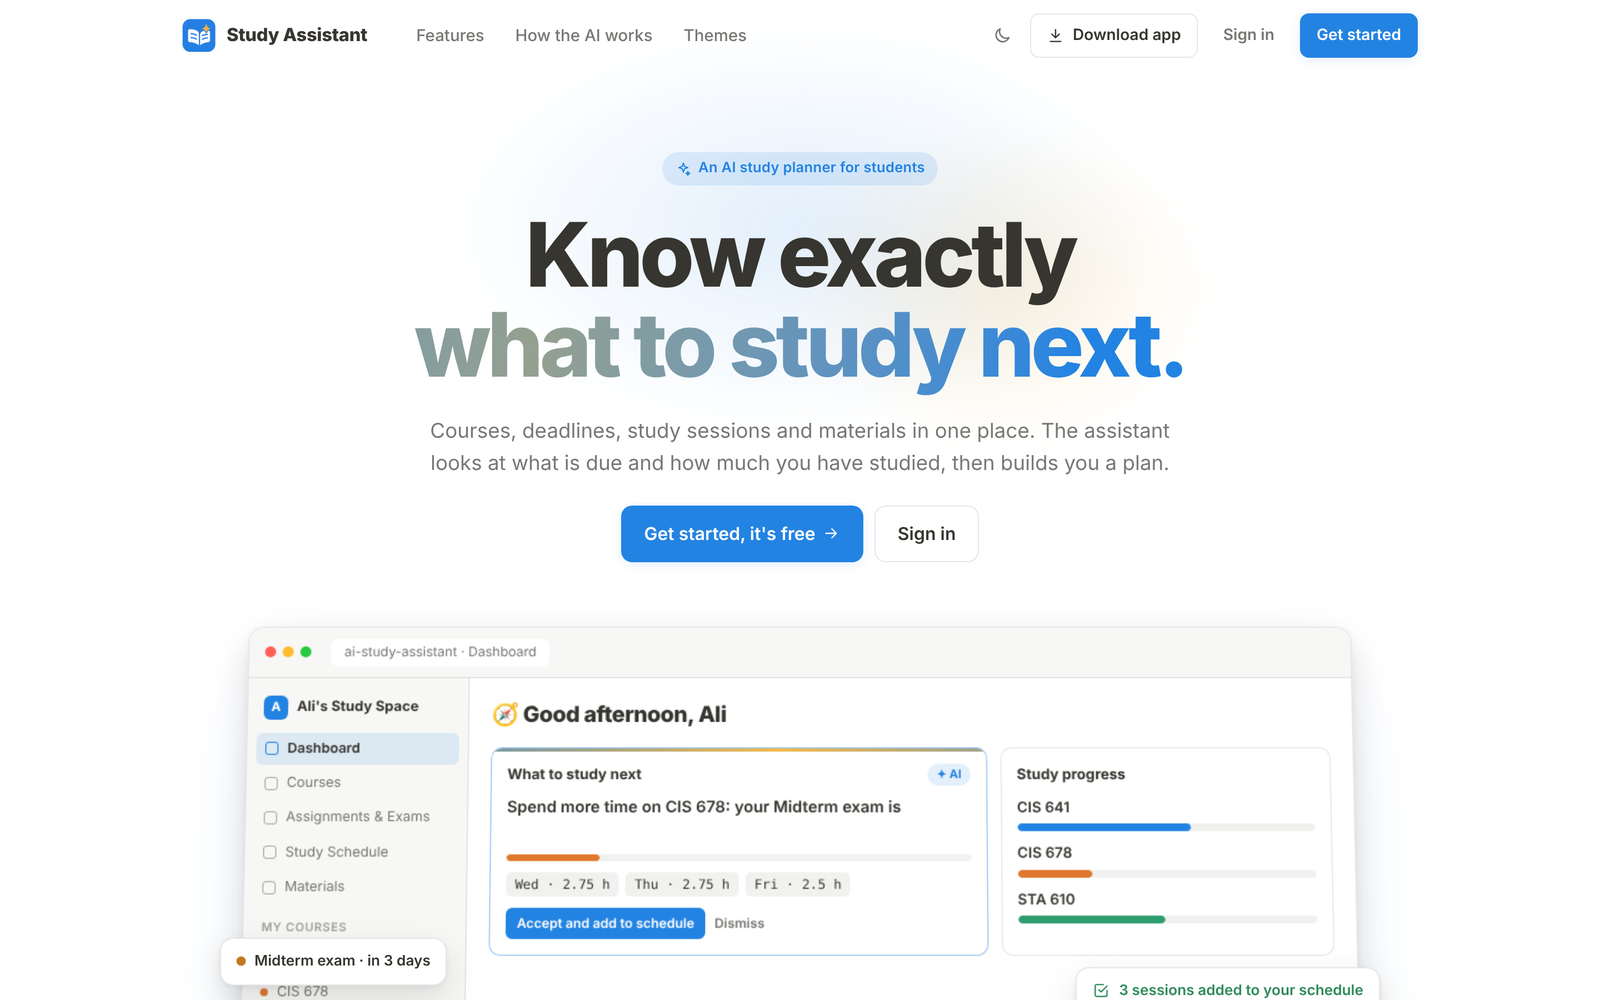 Study Assistant
Features
How the AI works
Themes
Download app
Sign in
Get started
An AI study planner for students
Know exactly
what to study next.
Courses, deadlines, study sessions and materials in one place. The assistant
looks at what is due and how much you have studied, then builds you a plan.
Get started, it's free →
Sign in
ai-study-assistant · Dashboard
A
Ali's Study Space
Dashboard
Courses
Assignments & Exams
Study Schedule
Materials
MY COURSES
Midterm exam · in 3 days
CIS 678
Good afternoon, Ali
What to study next
✦ AI
Spend more time on CIS 678: your Midterm exam is
Wed · 2.75 h
Thu · 2.75 h
Fri · 2.5 h
Accept and add to schedule
Dismiss
Study progress
CIS 641
CIS 678
STA 610
3 sessions added to your schedule